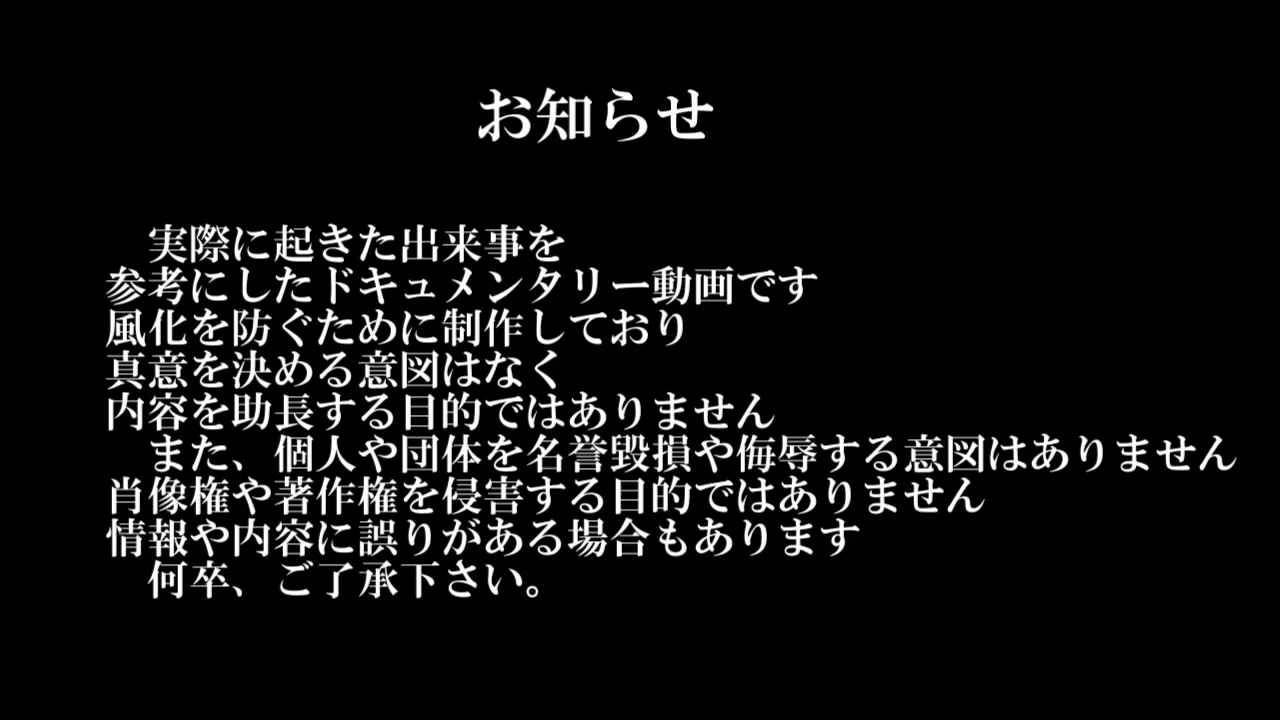 お知らせ
実際に起きた出来事を
参考にしたドキュメンタリー動画です
風化を防ぐために制作しており
真意を決める意図はなく
内容を助長する目的ではありません
また、個人や団体を名誉毀損や侮辱する意図はありません
肖像権や著作権を侵害する目的ではありません
情報や内容に誤りがある場合もあります
何卒、ご了承下さい。